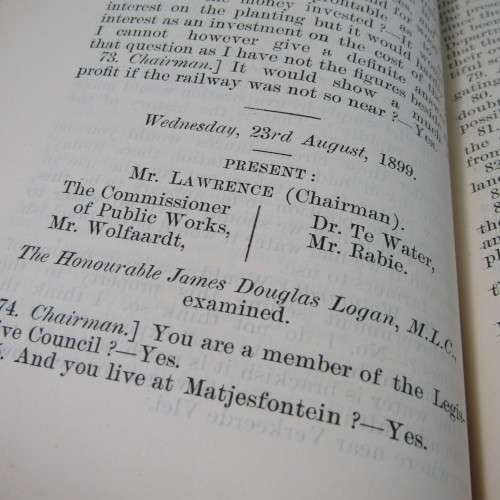 interest on the planting but it would
interest as an investment on the cost of
I cannot however give a definite
that question as I have not the figures beside
73. Chairman.] It would show a much
profit if the railway was not so near ?—Yes.
Wednesday, 23rd August, 1899.
PRESENT:
Mr. LAWRENCE (Chairman).
The Commissioner
of Public Works,
Mr. Wolfaardt,
Dr. Te Water,
Mr. Rabie.
The Honourable James Douglas Logan, M.L.C.,
examined.
74. Chairman.] You are a member of the Legis-
ive Council ?—Yes.
. And you live at Matjesfontein ?—Yes.